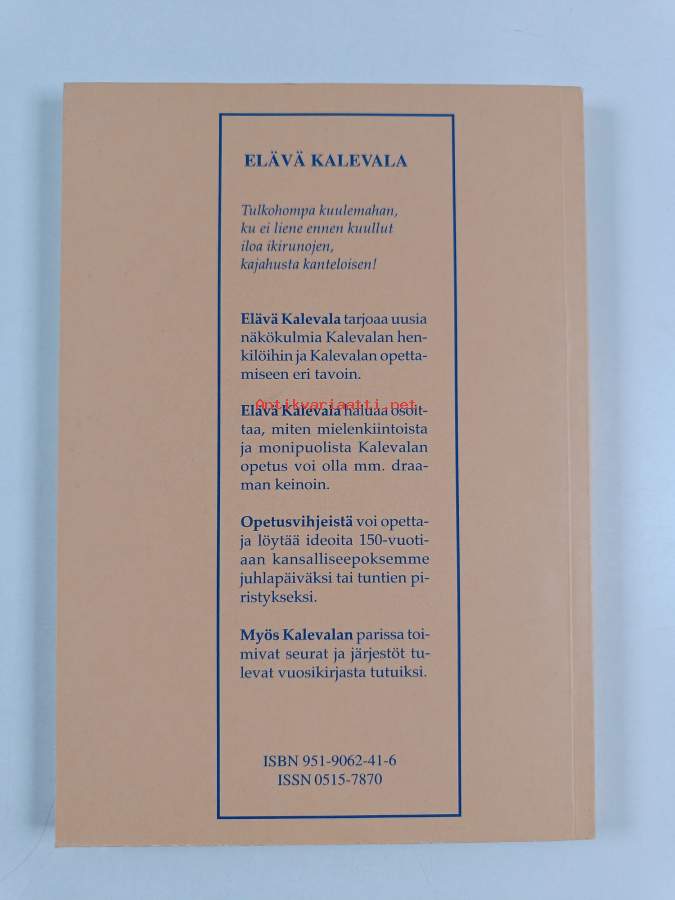 ELÄVÄ KALEVALA
Tulkohompa kuulemahan,
ku ei liene ennen kuullut
iloa ikirunojen,
kajahusta kanteloisen!
Elävä Kalevala tarjoaa uusia
näkökulmia Kalevalan hen-
kilöihin ja Kalevalan opetta-
miseen eri tavoin.
Antikvariaatti.net
Elävä Kalevala haluaa osoit-
taa, miten mielenkiintoista
ja monipuolista Kalevalan
opetus voi olla mm. draa-
man keinoin.
Opetusvihjeistä voi opetta-
ja löytää ideoita 150-vuoti-
aan kansalliseepoksemme
juhlapäiväksi tai tuntien pi-
ristykseksi.
Myös Kalevalan parissa toi-
mivat seurat ja järjestöt tu-
levat vuosikirjasta tutuiksi.
ISBN 951-9062-41-6
ISSN 0515-7870